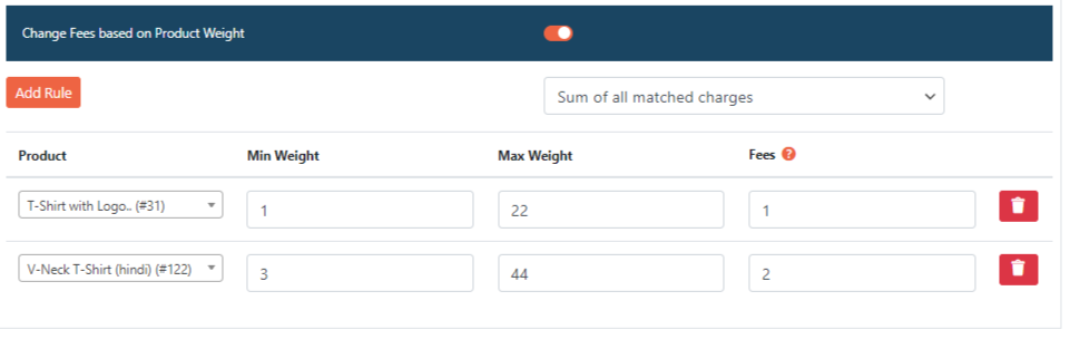 Change Fees based on Product Weight
Add Rule
Sum of all matched charges
Product Min Weight Max Weight Fees ?
T-Shirt with Logo.. (#31) 1 22 1
V-Neck T-Shirt (hindi) (#122) 3 44 2